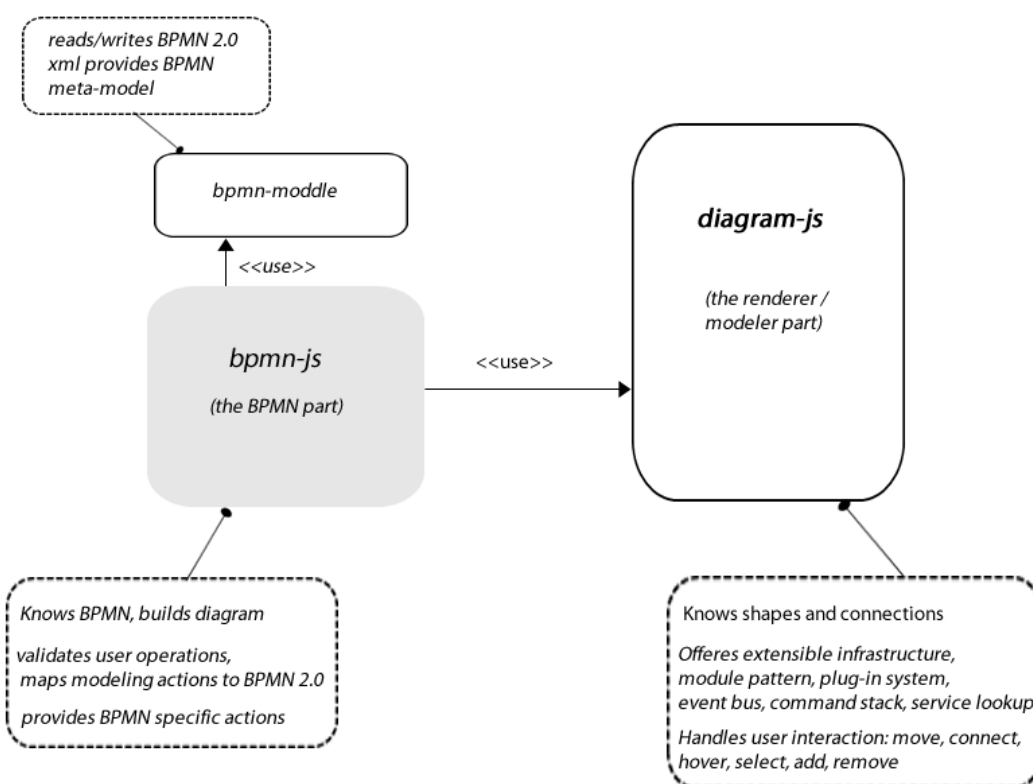 reads/writes BPMN 2.0
xml provides BPMN
meta-model
bpmn-moddle
<<use>>
bpmn-js
(the BPMN part)
<<use>>
diagram-js
(the renderer /
modeler part)
Knows BPMN, builds diagram
validates user operations,
maps modeling actions to BPMN 2.0
provides BPMN specific actions
Knows shapes and connections
Offeres extensible infrastructure,
module pattern, plug-in system,
event bus, command stack, service lookup
Handles user interaction: move, connect,
hover, select, add, remove